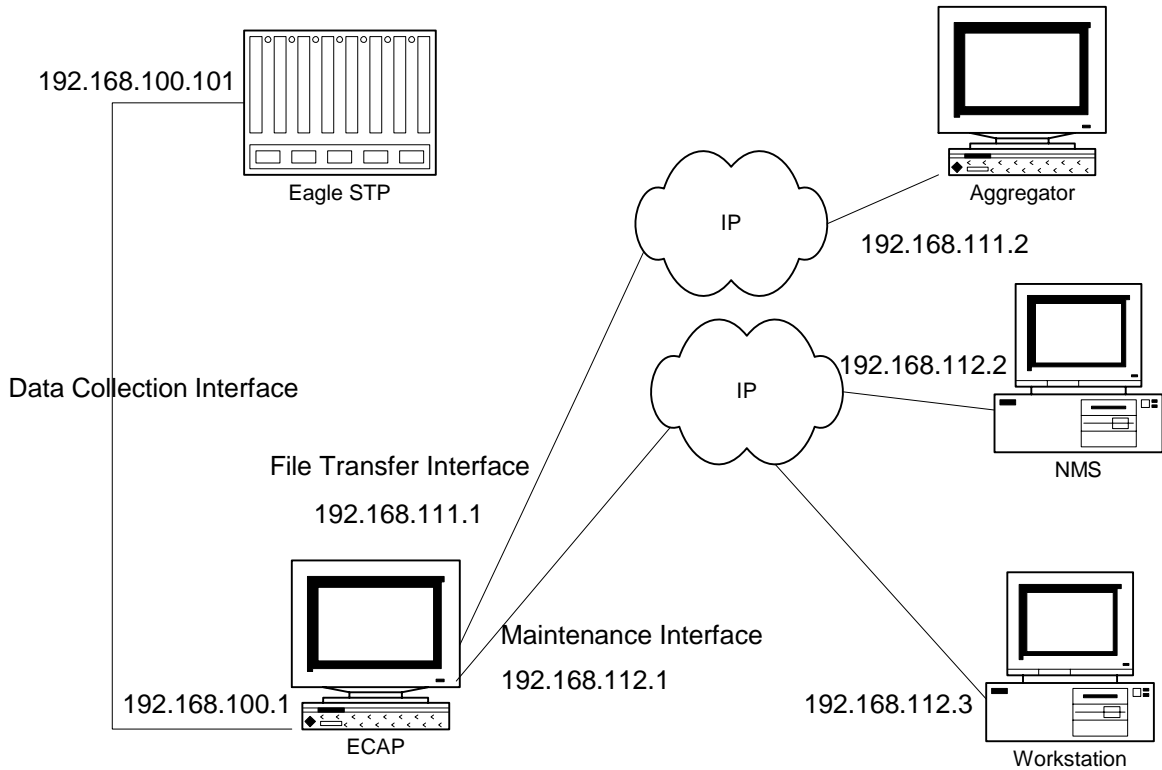 192.168.100.101
Eagle STP
Aggregator
IP
192.168.111.2
192.168.112.2
IP
Data Collection Interface
NMS
File Transfer Interface
192.168.111.1
Maintenance Interface
192.168.112.1
192.168.100.1
192.168.112.3
ECAP
Workstation